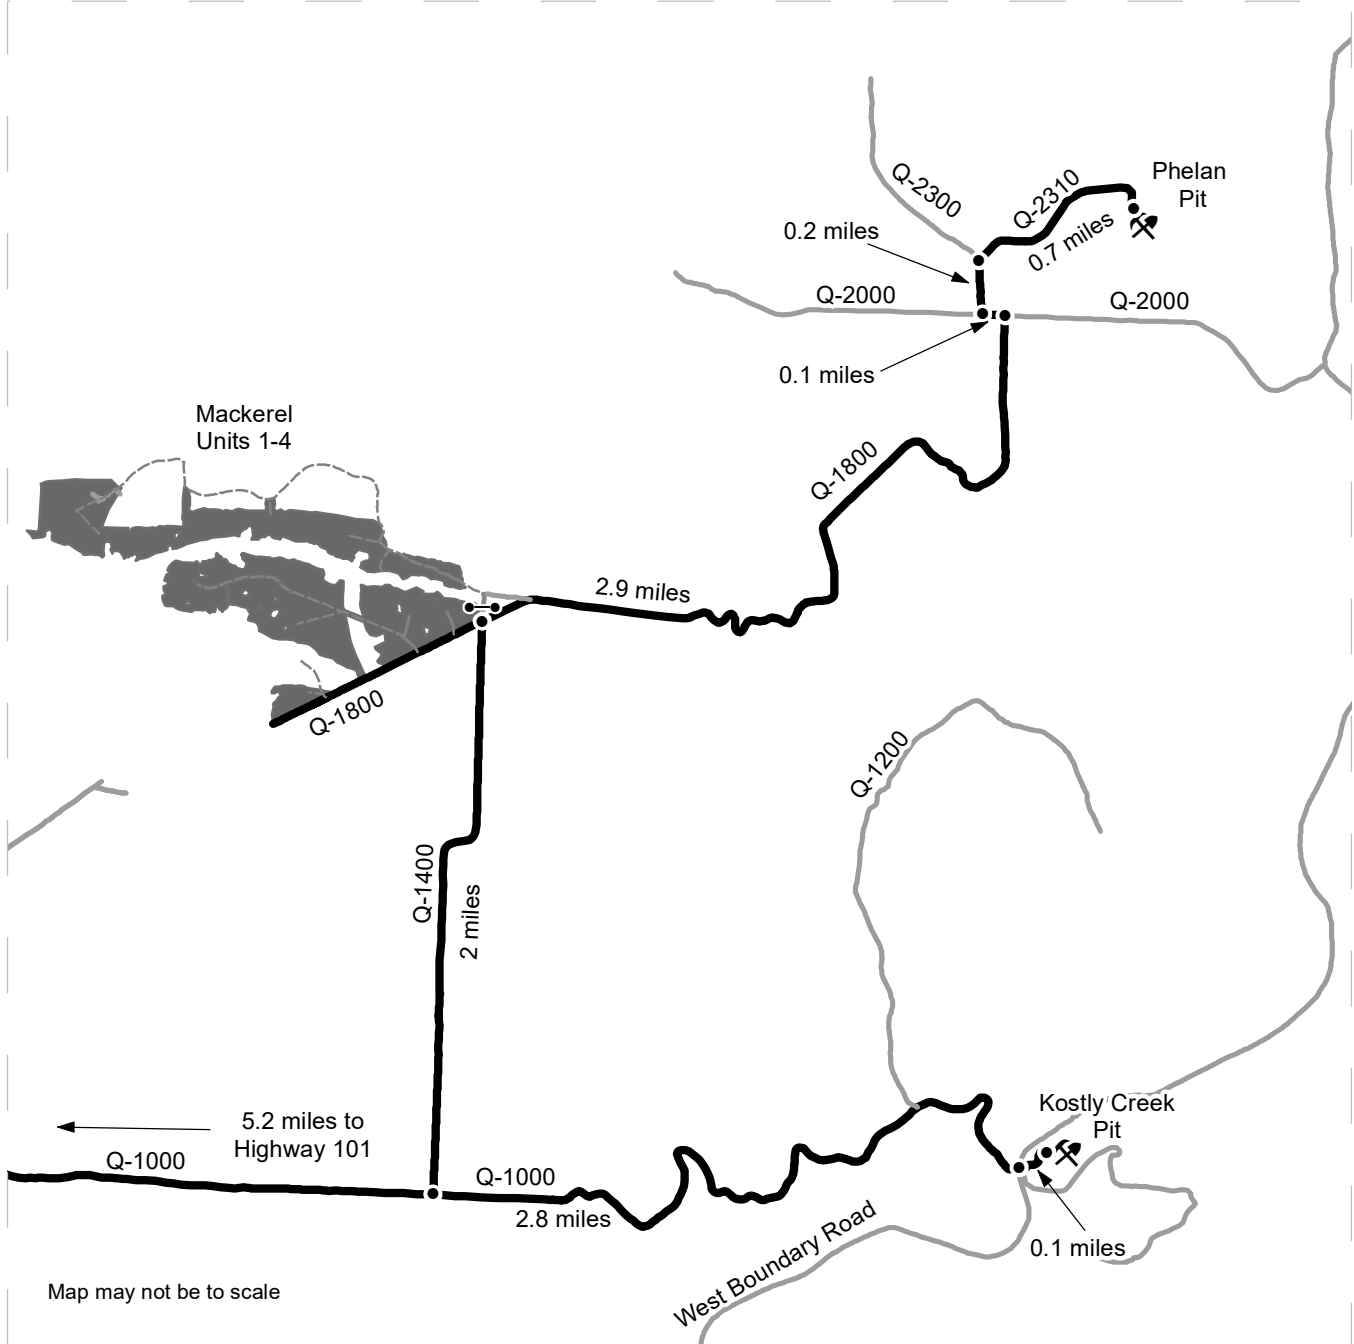 Phelan
Pit
Q-2300
Q-2310
0.2 miles
0.7 miles
Q-2000
Q-2000
0.1 miles
Mackerel
Units 1-4
Q-1800
2.9 miles
Q-1800
Q-1200
Q-1400
2 miles
Kostly Creek
Pit
5.2 miles to
Highway 101
Q-1000
Q-1000
2.8 miles
West Boundary Road
0.1 miles
Map may not be to scale